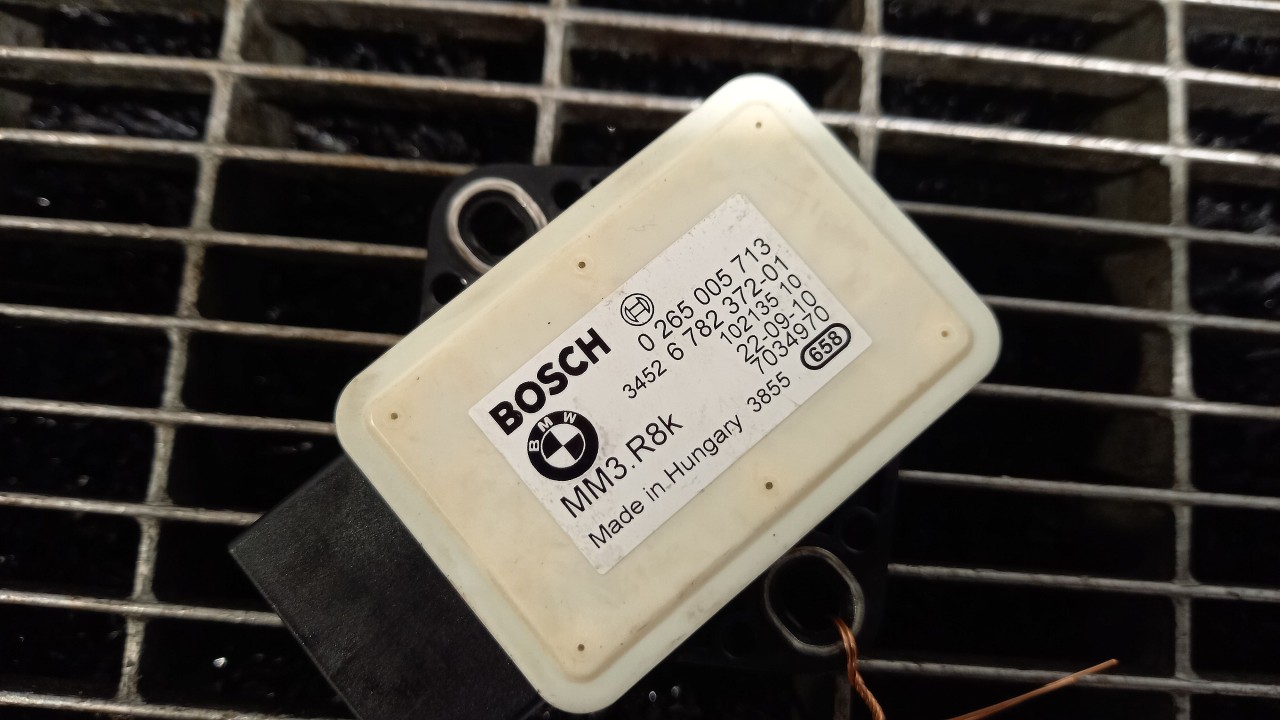 BOSCH
0 265 005 713
3452 6 782 372-01
102135 10
22-09-10
7034970
BMW
MM3.R8k
Made in Hungary 3855 658